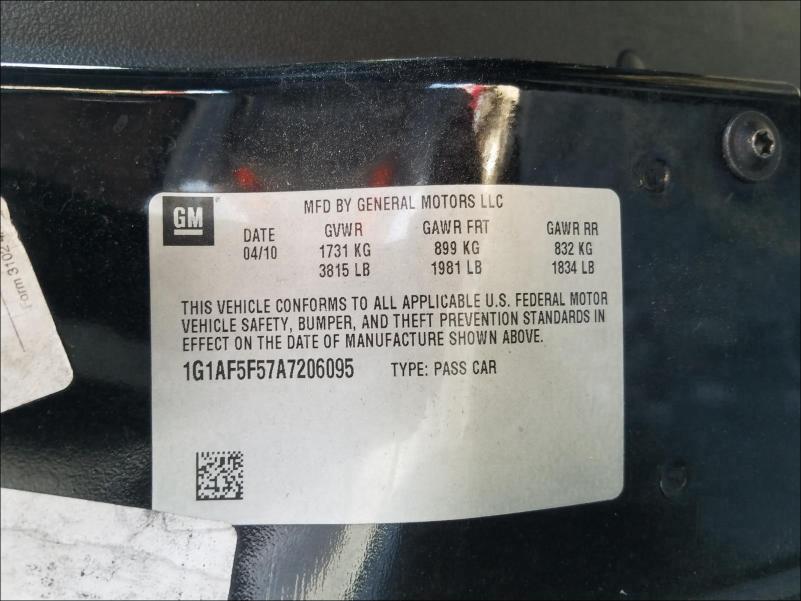 GM
MFD BY GENERAL MOTORS LLC
DATE GVWR GAWR FRT GAWR RR
04/10 1731 KG 899 KG 832 KG
3815 LB 1981 LB 1834 LB
THIS VEHICLE CONFORMS TO ALL APPLICABLE U.S. FEDERAL MOTOR
VEHICLE SAFETY, BUMPER, AND THEFT PREVENTION STANDARDS IN
EFFECT ON THE DATE OF MANUFACTURE SHOWN ABOVE.
1G1AF5F57A7206095 TYPE: PASS CAR
Form 3102